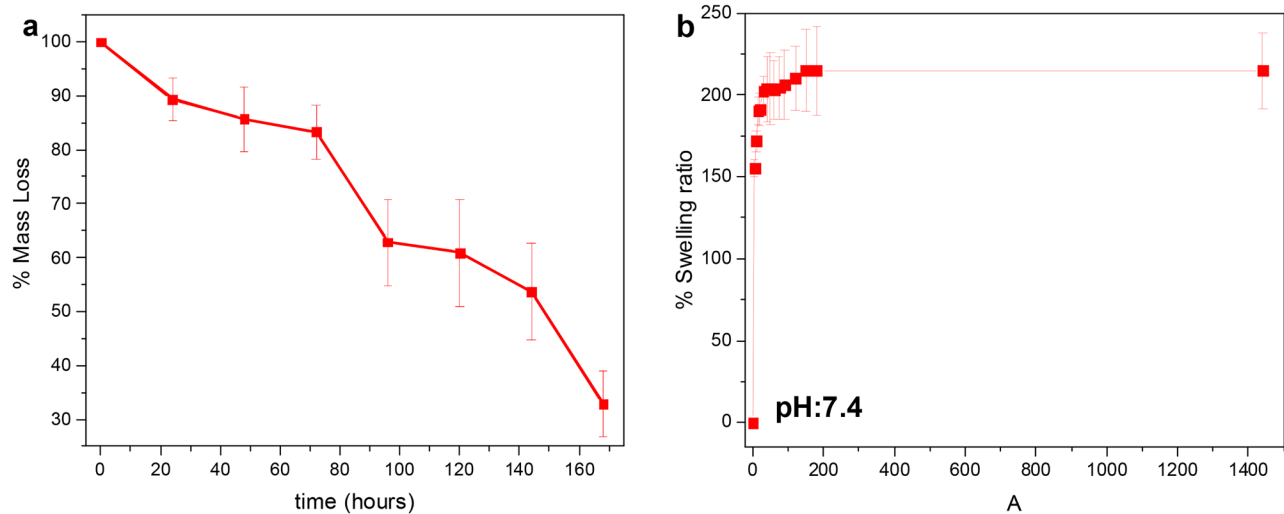 a
100
90
80
70
60
50
40
30
% Mass Loss
0 20 40 60 80 100 120 140 160
time (hours)
b
250
200
150
100
50
0
% Swelling ratio
pH:7.4
0 200 400 600 800 1000 1200 1400
A